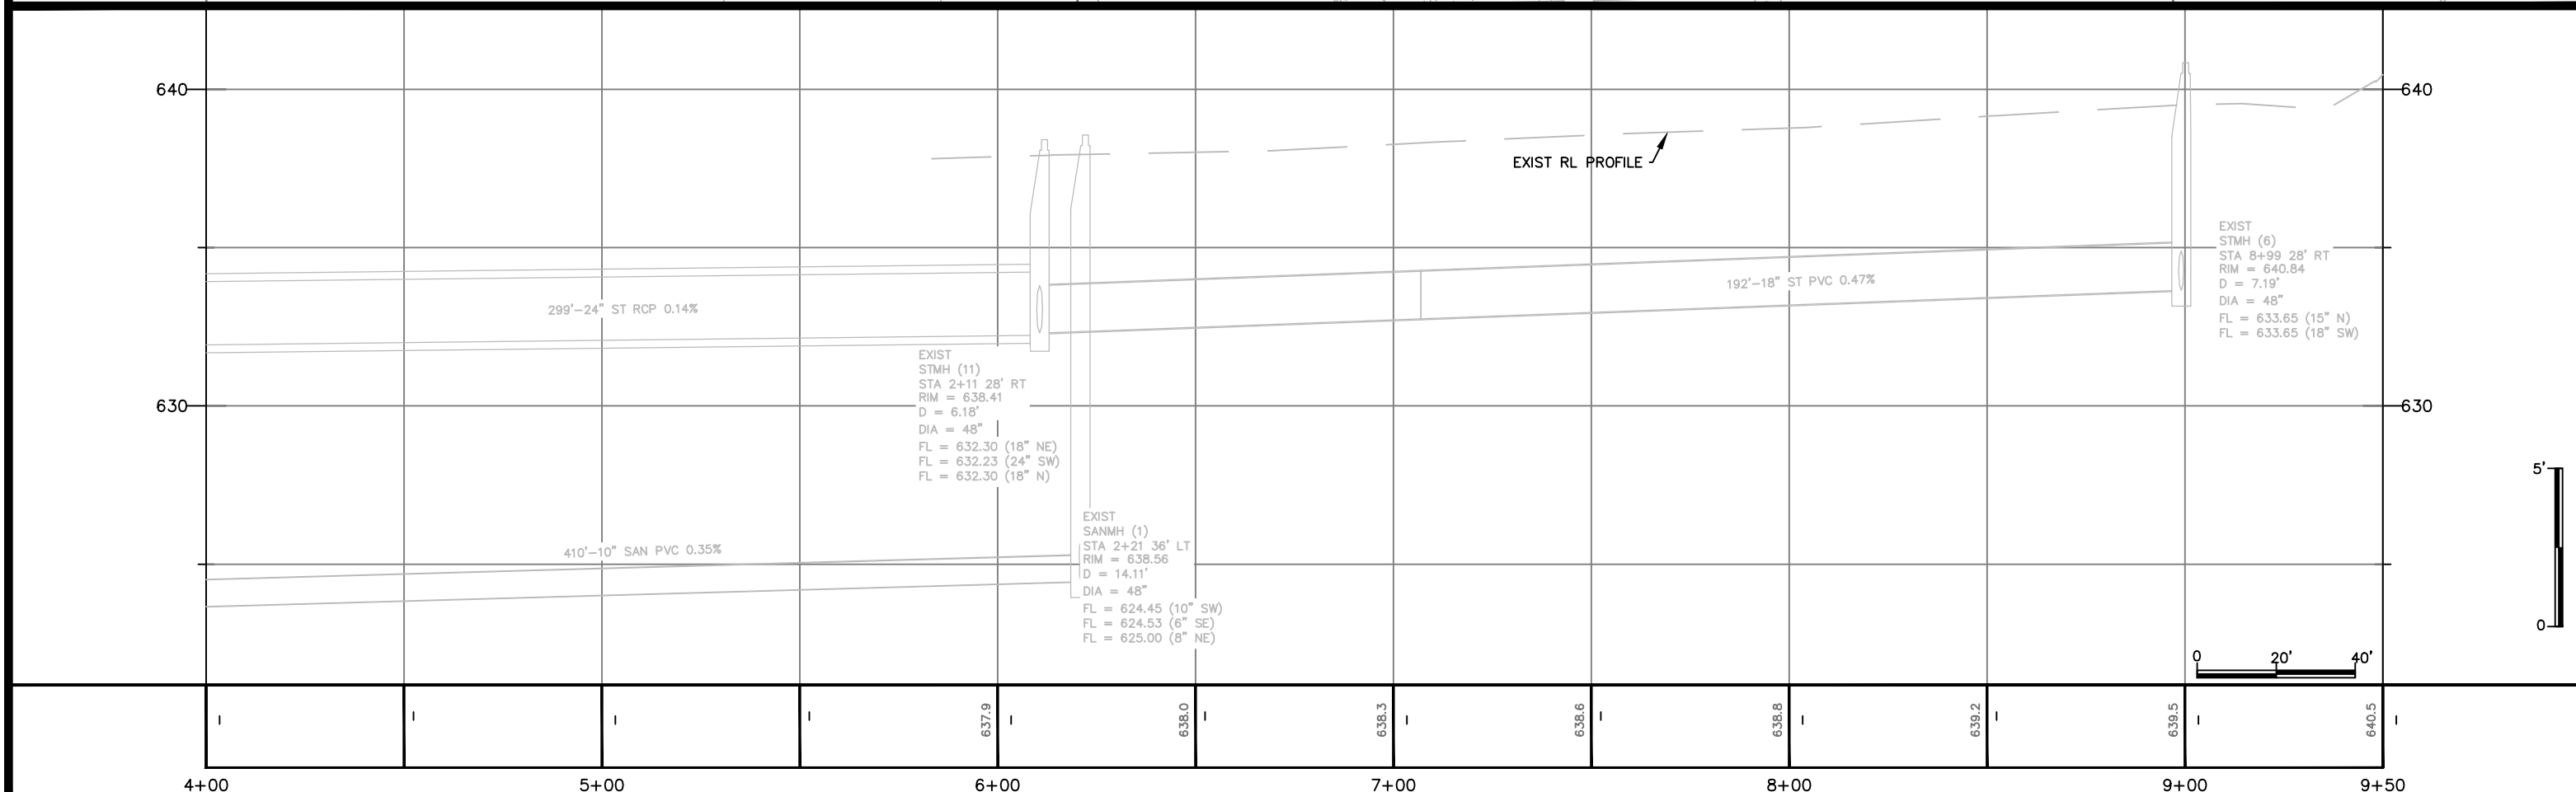 640
640
EXIST RL PROFILE
EXIST
STMH (6)
STA 8+99 28' RT
RIM = 640.84
D = 7.19'
DIA = 48"
FL = 633.65 (15" N)
FL = 633.65 (18" SW)
192'-18" ST PVC 0.47%
299'-24" ST RCP 0.14%
EXIST
STMH (11)
STA 2+11 28' RT
RIM = 638.41
D = 6.18'
DIA = 48"
FL = 632.30 (18" NE)
FL = 632.23 (24" SW)
FL = 632.30 (18" N)
630
630
EXIST
SANMH (1)
STA 2+21 36' LT
RIM = 638.56
D = 14.11'
DIA = 48"
FL = 624.45 (10" SW)
FL = 624.53 (6" SE)
FL = 625.00 (8" NE)
410'-10" SAN PVC 0.35%
5'
0
0 20' 40'
637.9
638.0
638.3
638.6
638.8
639.2
639.5
640.5
4+00 5+00 6+00 7+00 8+00 9+00 9+50